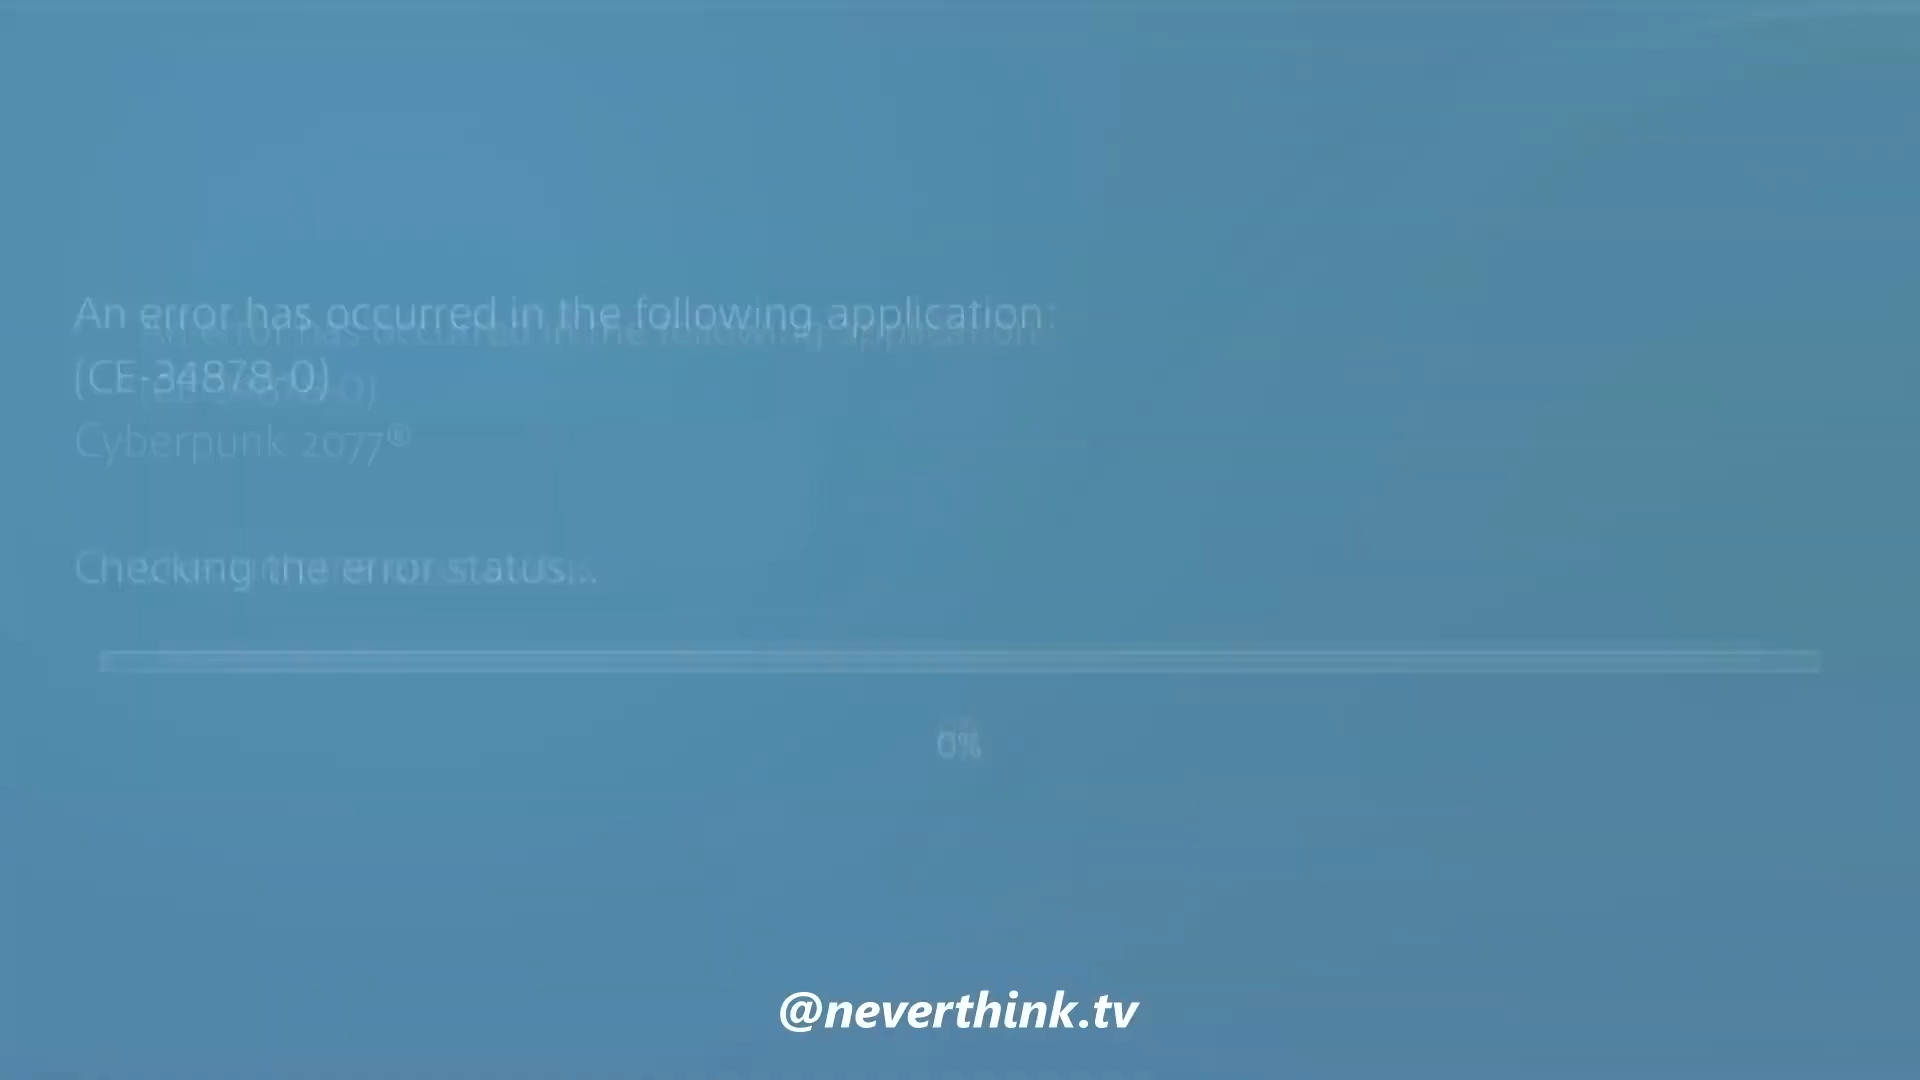 An error has occurred in the following application:
(CE-34878-0)
Cyberpunk 2077®
Checking the error status...
0%
@neverthink.tv